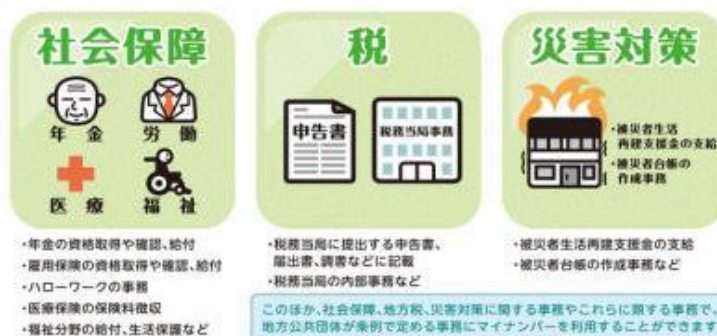 社会保障
年金
労働
医療
福祉
・年金の資格取得や確認、給付
・雇用保険の資格取得や確認、給付
・ハローワークの事務
・医療保険の保険料徴収
・福祉分野の給付、生活保護など
税
申告書
税務当局事務
・税務当局に提出する申告書、
届出書、調書などに記載
・税務当局の内部事務など
災害対策
・被災者生活
再建支援金の支給
・被災者台帳の
作成事務
・被災者生活再建支援金の支給
・被災者台帳の作成事務など
このほか、社会保障、地方税、災害対策に関する事務やこれらに類する事務で、
地方公共団体が条例で定める事務にマイナンバーを利用することができます